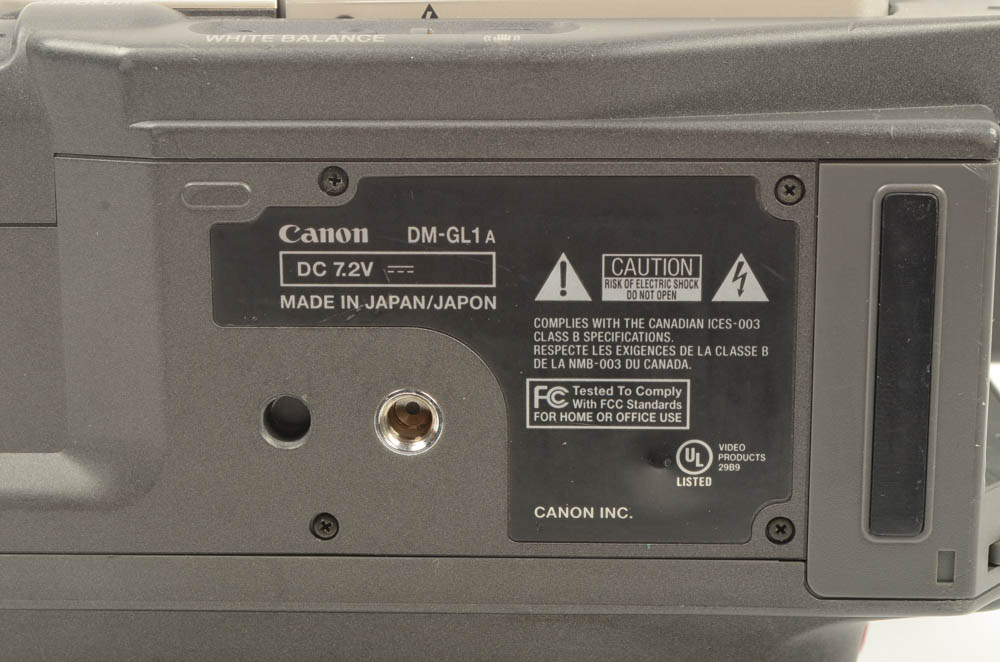 WHITE BALANCE
Canon DM-GL1 A
DC 7.2V
MADE IN JAPAN/JAPON
CAUTION
RISK OF ELECTRIC SHOCK
DO NOT OPEN
COMPLIES WITH THE CANADIAN ICES-003
CLASS B SPECIFICATIONS.
RESPECTE LES EXIGENCES DE LA CLASSE B
DE LA NMB-003 DU CANADA.
FC Tested To Comply
With FCC Standards
FOR HOME OR OFFICE USE
UL
LISTED
VIDEO
PRODUCTS
29B9
CANON INC.